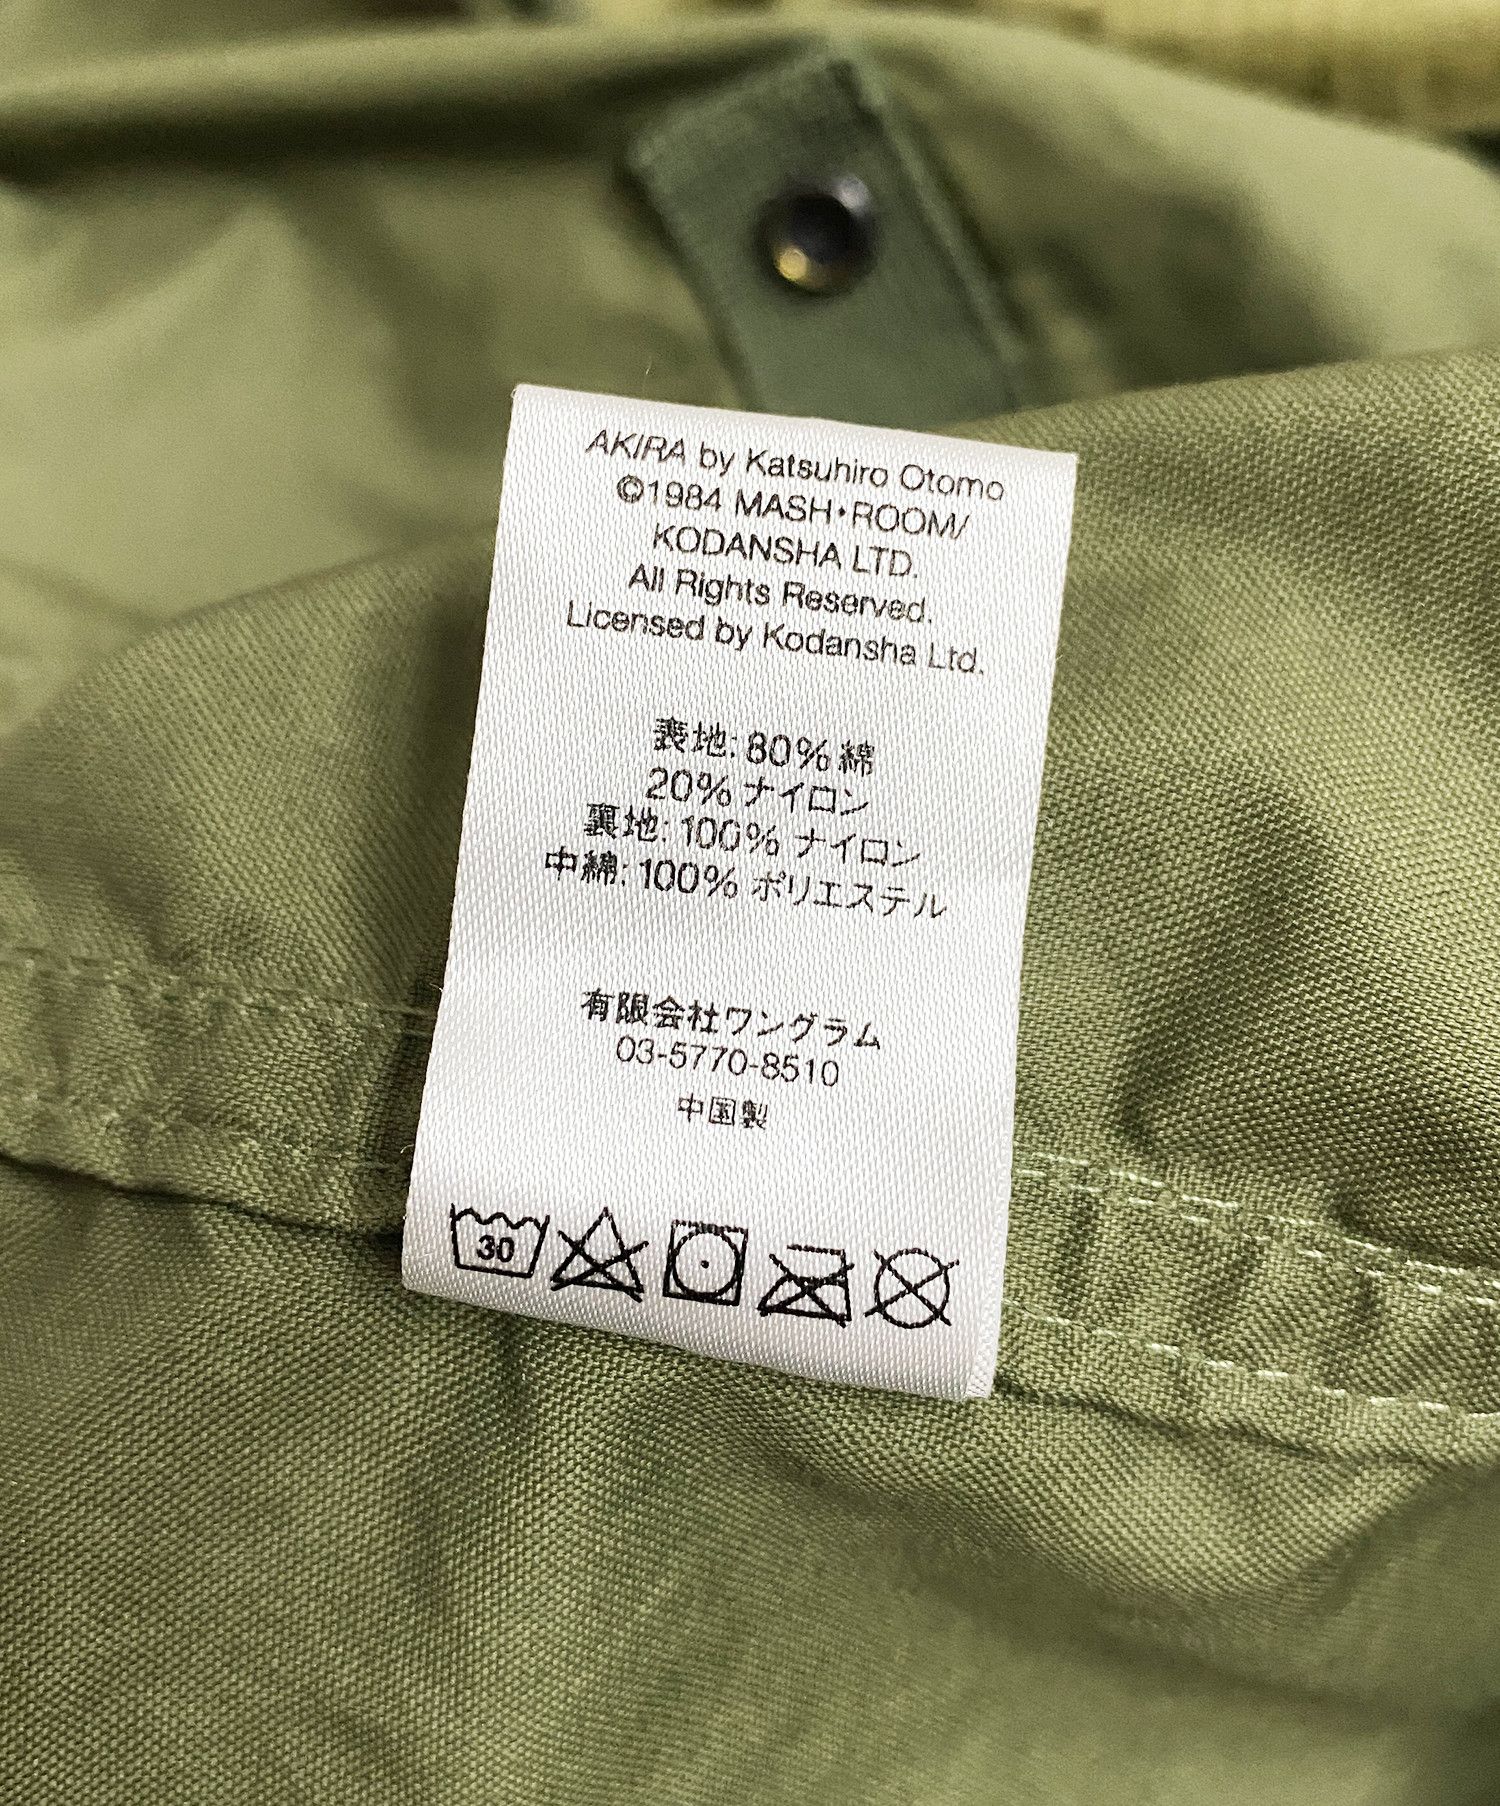 AKIRA by Katsuhiro Otomo
©1984 MASH・ROOM/
KODANSHA LTD.
All Rights Reserved.
Licensed by Kodansha Ltd.
表地: 80% 綿
20% ナイロン
裏地: 100% ナイロン
中綿: 100% ポリエステル
有限会社ワングラム
03-5770-8510
中国製
30